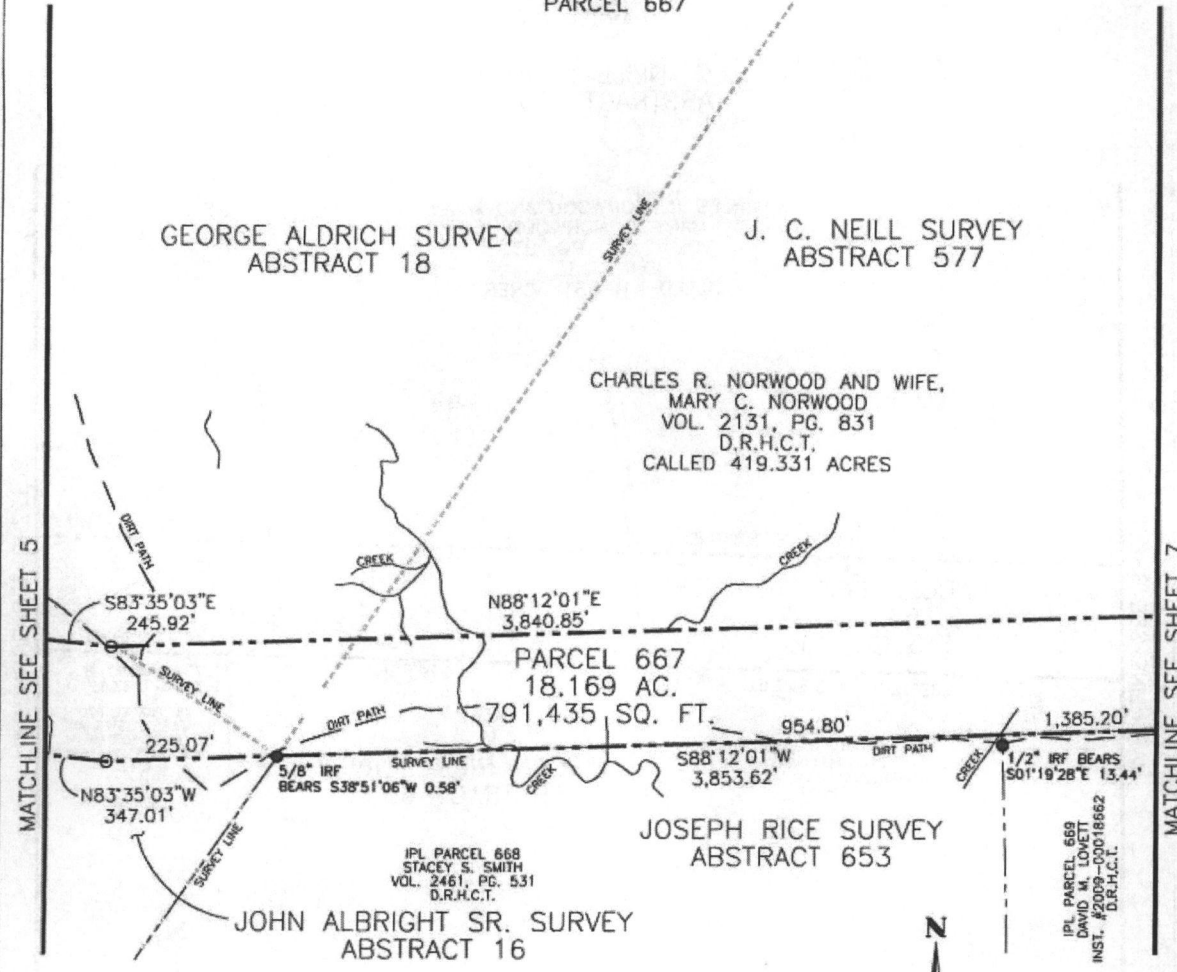 PARCEL 667
GEORGE ALDRICH SURVEY
ABSTRACT 18
J. C. NEILL SURVEY
ABSTRACT 577
SURVEY LINE
CHARLES R. NORWOOD AND WIFE,
MARY C. NORWOOD
VOL. 2131, PG. 831
D.R.H.C.T.
CALLED 419.331 ACRES
DIRT PATH
CREEK
CREEK
MATCHLINE SEE SHEET 5
MATCHLINE SEE SHEET 7
S83°35'03"E
245.92'
N88°12'01"E
3,840.85'
SURVEY LINE
PARCEL 667
18.169 AC.
791,435 SQ. FT.
DIRT PATH
225.07'
954.80'
1,385.20'
5/8" IRF
BEARS S38°51'06"W 0.58'
SURVEY LINE
CREEK
S88°12'01"W
3,853.62'
DIRT PATH
CREEK
1/2" IRF BEARS
S01°19'28"E 13.44'
N83°35'03"W
347.01'
SURVEY LINE
IPL PARCEL 668
STACEY S. SMITH
VOL. 2461, PG. 531
D.R.H.C.T.
JOSEPH RICE SURVEY
ABSTRACT 653
IPL PARCEL 669
DAVID M. LOVETT
INST. #2009-00018662
D.R.H.C.T.
JOHN ALBRIGHT SR. SURVEY
ABSTRACT 16
N